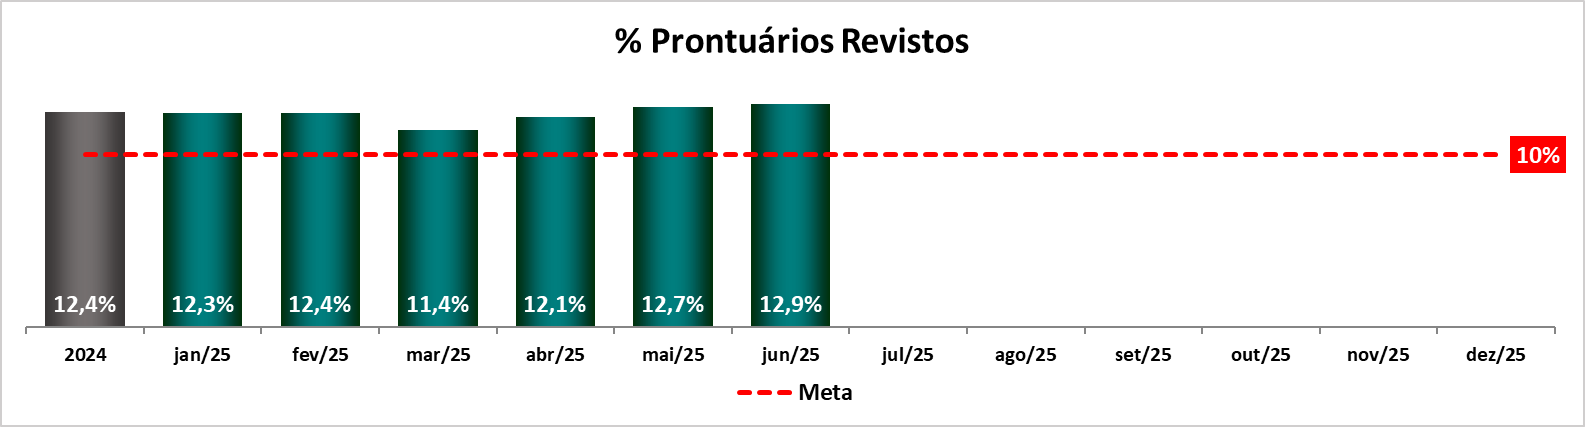 % Prontuários Revistos
10%
12,4% 12,3% 12,4% 11,4% 12,1% 12,7% 12,9%
2024 jan/25 fev/25 mar/25 abr/25 mai/25 jun/25 jul/25 ago/25 set/25 out/25 nov/25 dez/25
Meta